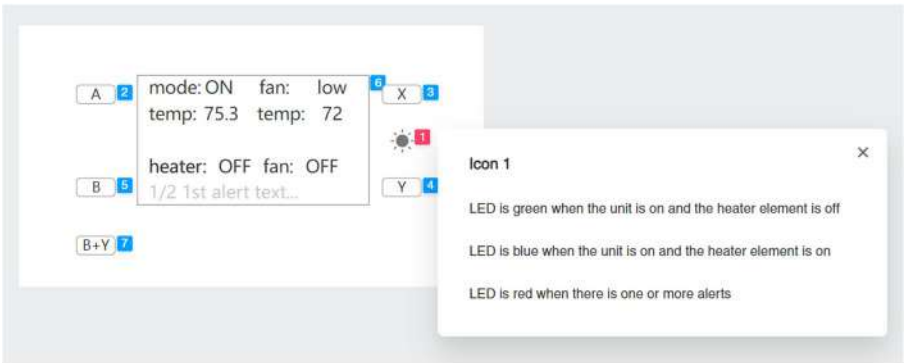 A 2 mode: ON fan: low 6 X 3
temp: 75.3 temp: 72
1
heater: OFF fan: OFF
B 5 1/2 1st alert text... Y 4
B+Y 7
Icon 1 ×
LED is green when the unit is on and the heater element is off
LED is blue when the unit is on and the heater element is on
LED is red when there is one or more alerts